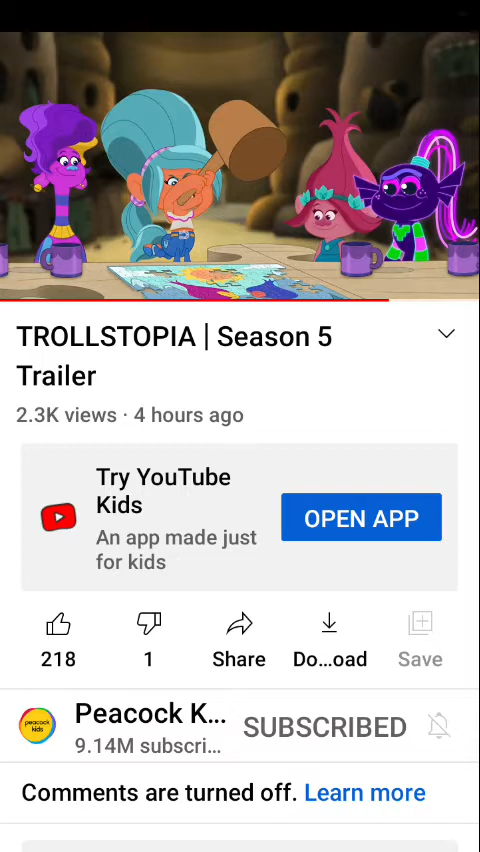 TROLLSTOPIA | Season 5
Trailer
2.3K views · 4 hours ago
Try YouTube
Kids
An app made just
for kids
OPEN APP
218
1
Share
Do...oad
Save
peacock
kids
Peacock K...
9.14M subscri...
SUBSCRIBED
Comments are turned off. Learn more